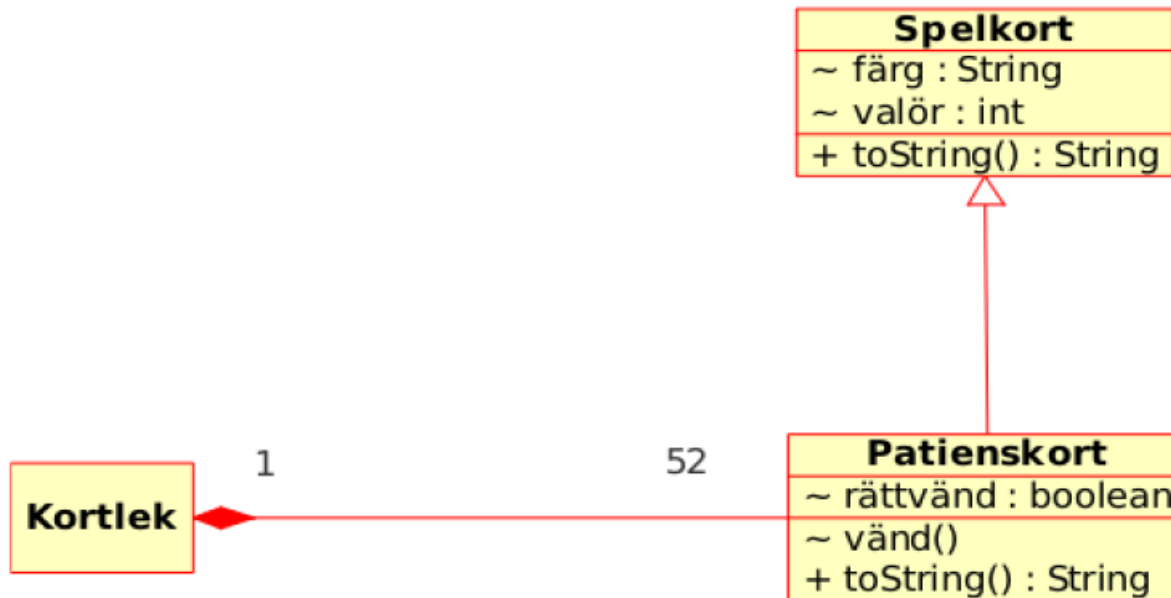 Spelkort
~ färg : String
~ valör : int
+ toString() : String
1
52
Kortlek
Patienskort
~ rättvänd : boolean
~ vänd()
+ toString() : String